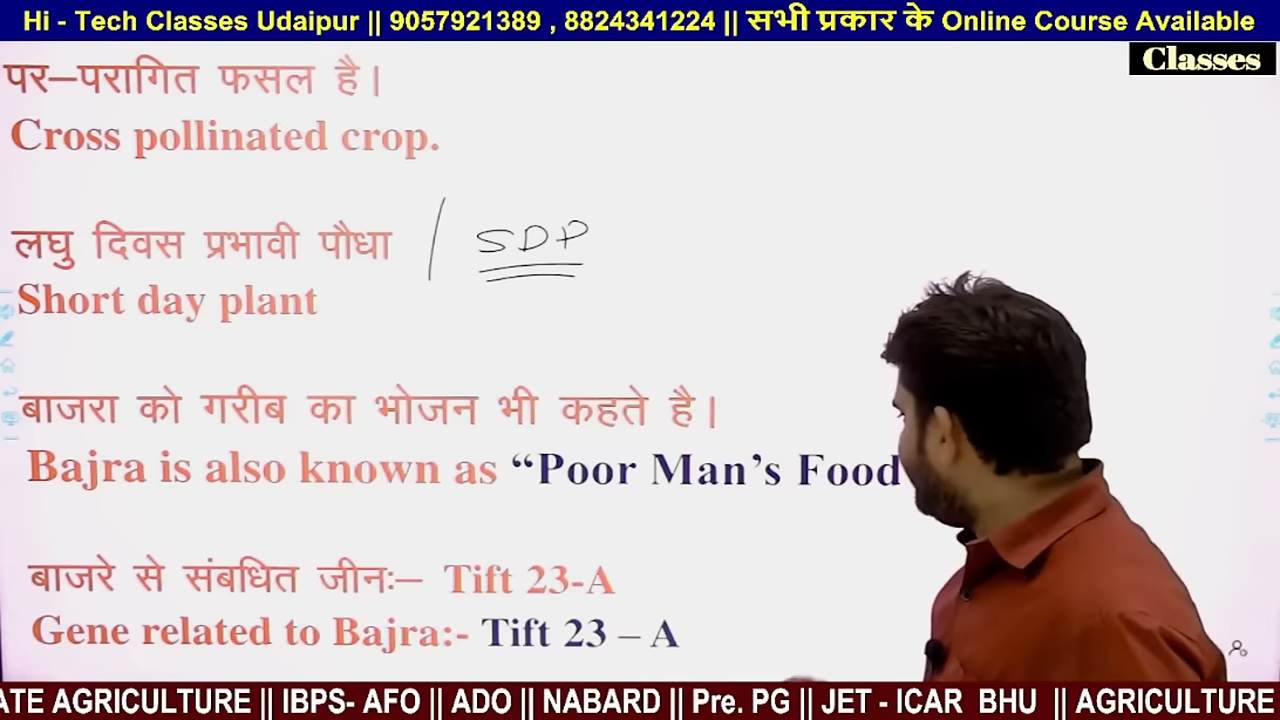 Hi - Tech Classes Udaipur || 9057921389 , 8824341224 || सभी प्रकार के Online Course Available
Classes
पर–परागित फसल है।
Cross pollinated crop.
लघु दिवस प्रभावी पौधा / SDP
Short day plant
बाजरा को गरीब का भोजन भी कहते है।
Bajra is also known as “Poor Man’s Food
बाजरे से संबधित जीनः– Tift 23-A
Gene related to Bajra:- Tift 23 – A
ATE AGRICULTURE || IBPS- AFO || ADO || NABARD || Pre. PG || JET - ICAR BHU || AGRICULTURE